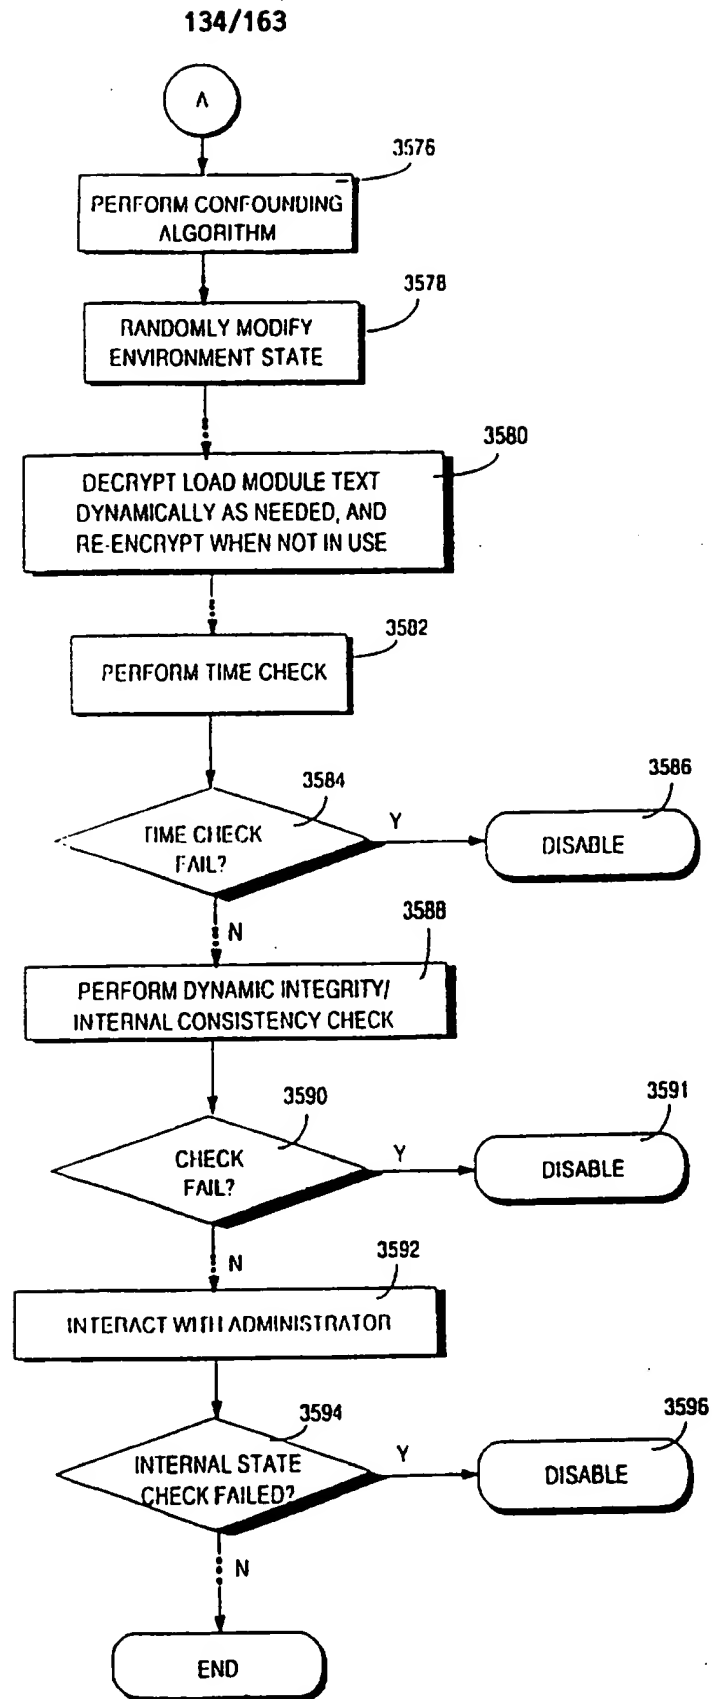 134/163
A
3576
PERFORM CONFOUNDING
ALGORITHM
3578
RANDOMLY MODIFY
ENVIRONMENT STATE
3580
DECRYPT LOAD MODULE TEXT
DYNAMICALLY AS NEEDED, AND
RE-ENCRYPT WHEN NOT IN USE
3582
PERFORM TIME CHECK
3584
TIME CHECK
FAIL?
Y
3586
DISABLE
N
3588
PERFORM DYNAMIC INTEGRITY/
INTERNAL CONSISTENCY CHECK
3590
CHECK
FAIL?
Y
3591
DISABLE
N
3592
INTERACT WITH ADMINISTRATOR
3594
INTERNAL STATE
CHECK FAILED?
Y
3596
DISABLE
N
END